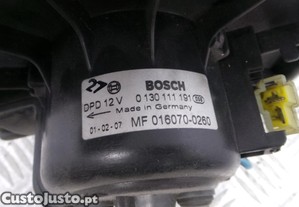 BOSCH
DPD 12 V 0 130 111 191
Made in Germany
01-02-07 MF 016070-0260
CustoJusto.pt